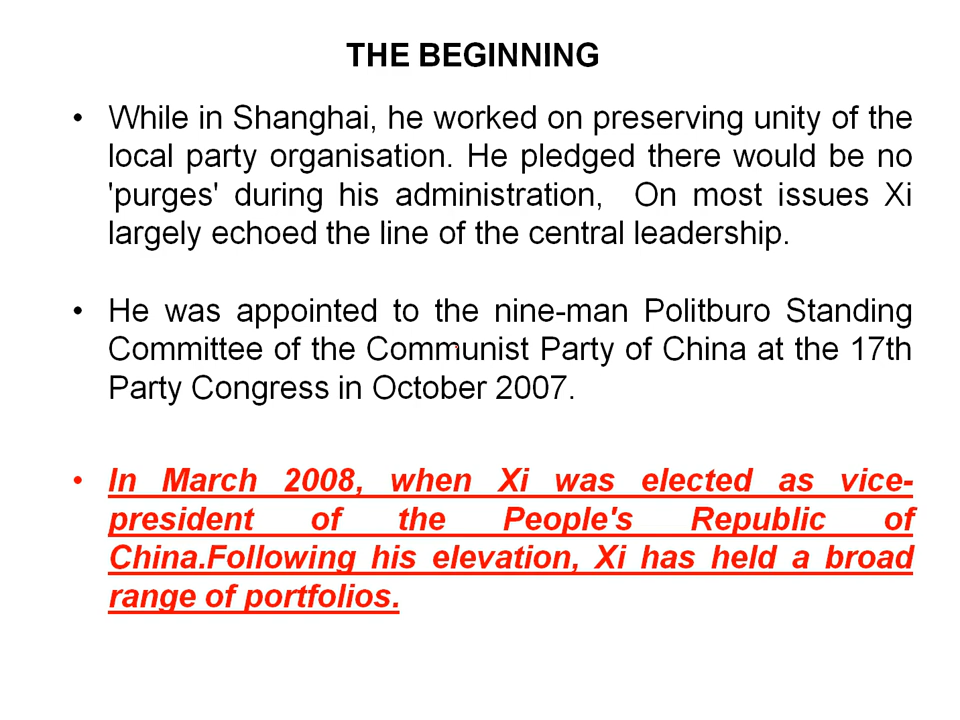 THE BEGINNING
• While in Shanghai, he worked on preserving unity of the
local party organisation. He pledged there would be no
'purges' during his administration,  On most issues Xi
largely echoed the line of the central leadership.
• He was appointed to the nine-man Politburo Standing
Committee of the Communist Party of China at the 17th
Party Congress in October 2007.
• In March 2008, when Xi was elected as vice-
president of the People's Republic of
China.Following his elevation, Xi has held a broad
range of portfolios.